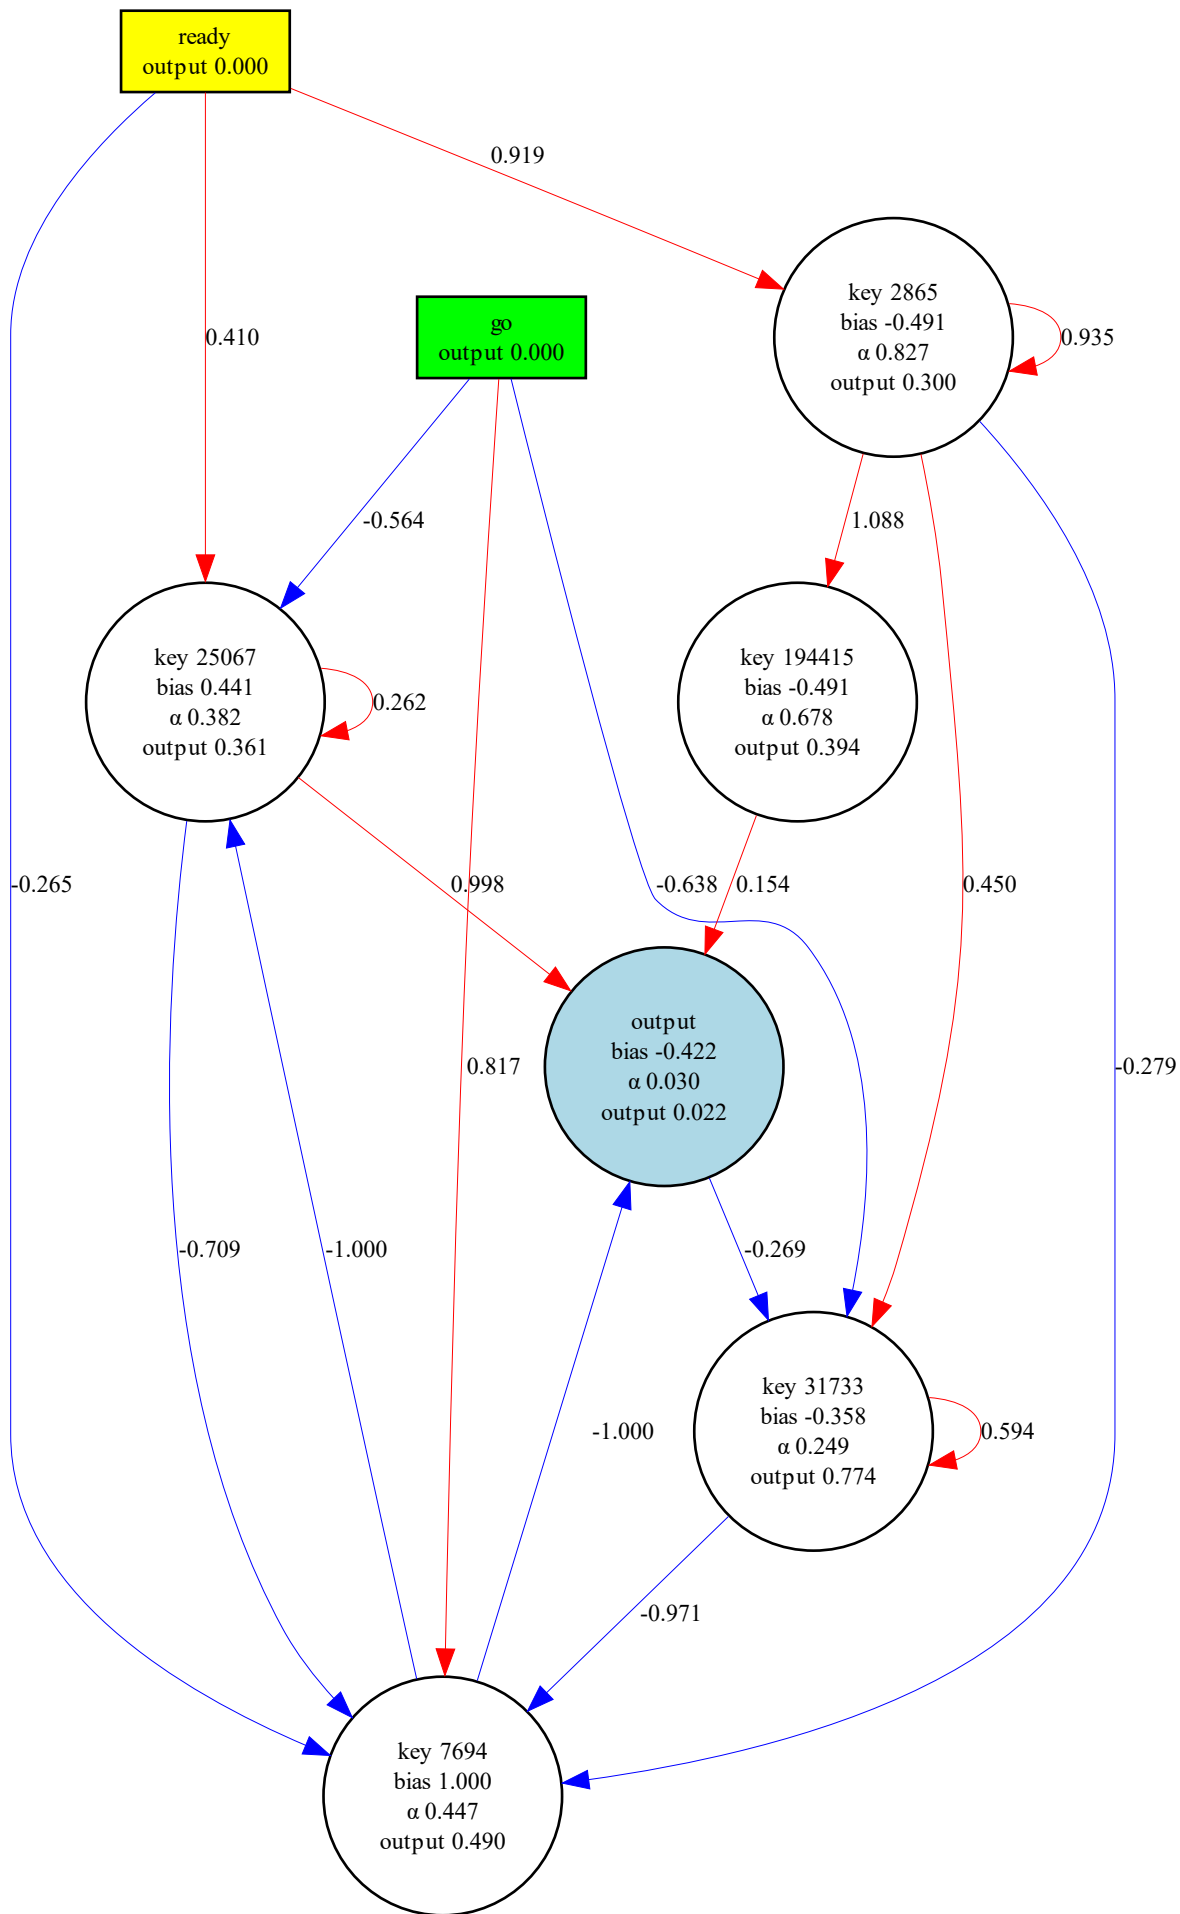 ready
output 0.000
0.919
key 2865
bias -0.491
α 0.827
output 0.300
0.935
go
output 0.000
0.410
-0.564
1.088
key 25067
bias 0.441
α 0.382
output 0.361
0.262
key 194415
bias -0.491
α 0.678
output 0.394
-0.265
0.998
-0.638
0.154
0.450
output
bias -0.422
α 0.030
output 0.022
0.817
-0.279
-0.709
-1.000
-0.269
key 31733
bias -0.358
α 0.249
output 0.774
-1.000
0.594
-0.971
key 7694
bias 1.000
α 0.447
output 0.490